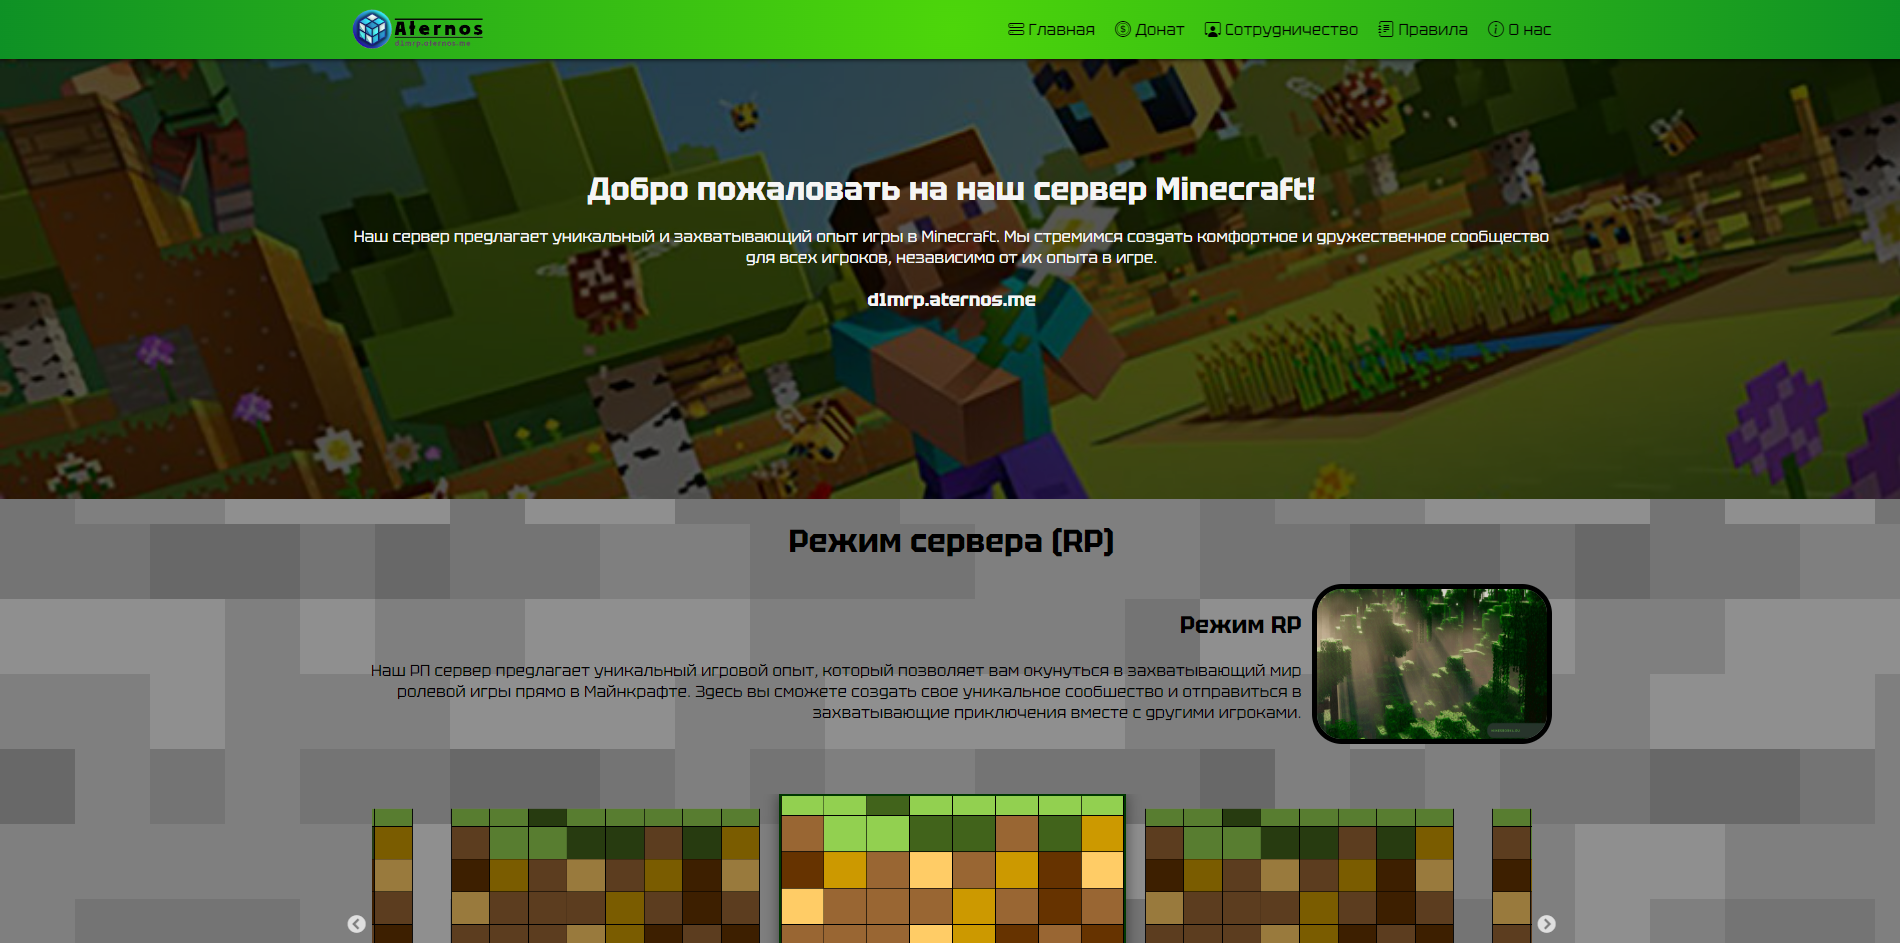 Aternos
d1mrp.aternos.me
Главная Донат Сотрудничество Правила О нас
Добро пожаловать на наш сервер Minecraft!
Наш сервер предлагает уникальный и захватывающий опыт игры в Minecraft. Мы стремимся создать комфортное и дружественное сообщество
для всех игроков, независимо от их опыта в игре.
d1mrp.aternos.me
Режим сервера (RP)
Режим RP
Наш РП сервер предлагает уникальный игровой опыт, который позволяет вам окунуться в захватывающий мир
ролевой игры прямо в Майнкрафте. Здесь вы сможете создать свое уникальное сообшество и отправиться в
захватывающие приключения вместе с другими игроками.